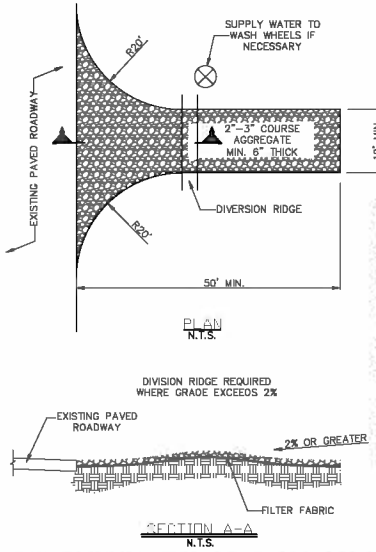 SUPPLY WATER TO
WASH WHEELS IF
NECESSARY
R20'
EXISTING PAVED ROADWAY
2"-3" COURSE
AGGREGATE
MIN. 6" THICK
DIVERSION RIDGE
R20'
50' MIN.
PLAN
N.T.S.
DIVISION RIDGE REQUIRED
WHERE GRADE EXCEEDS 2%
EXISTING PAVED
ROADWAY
2% OR GREATER
FILTER FABRIC
SECTION A-A
N.T.S.